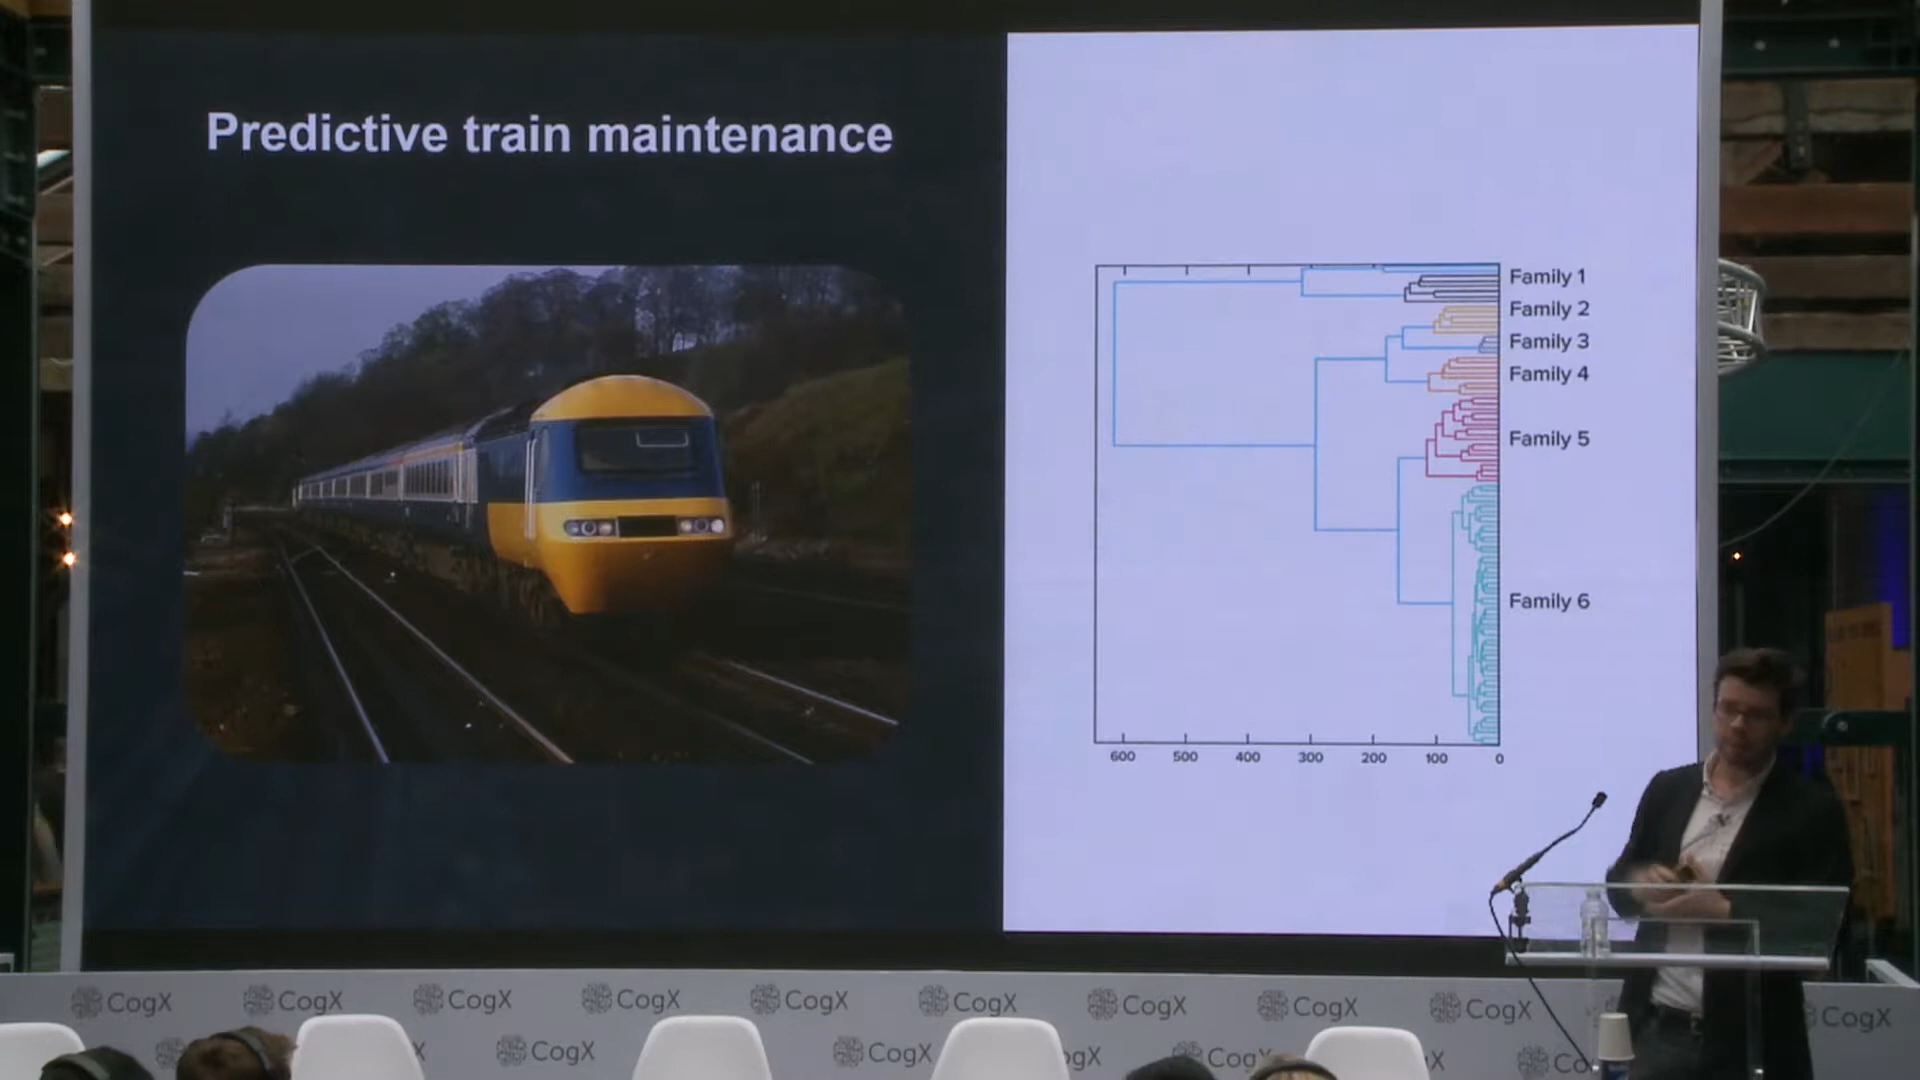 Predictive train maintenance
Family 1
Family 2
Family 3
Family 4
Family 5
Family 6
600 500 400 300 200 100 0
CogX CogX CogX CogX CogX CogX CogX CogX CogX CogX
CogX CogX